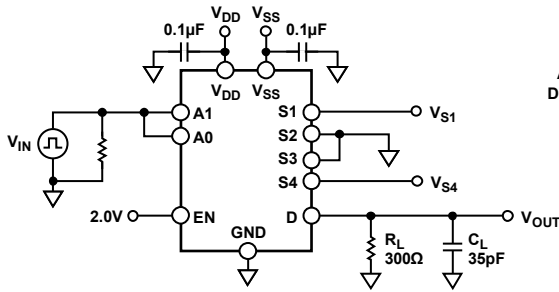 V_DD V_SS
0.1µF 0.1µF
V_DD V_SS
A
D
A1 S1 V_S1
A0 S2
V_IN
S3
S4 V_S4
2.0V EN D V_OUT
GND
R_L C_L
300Ω 35pF